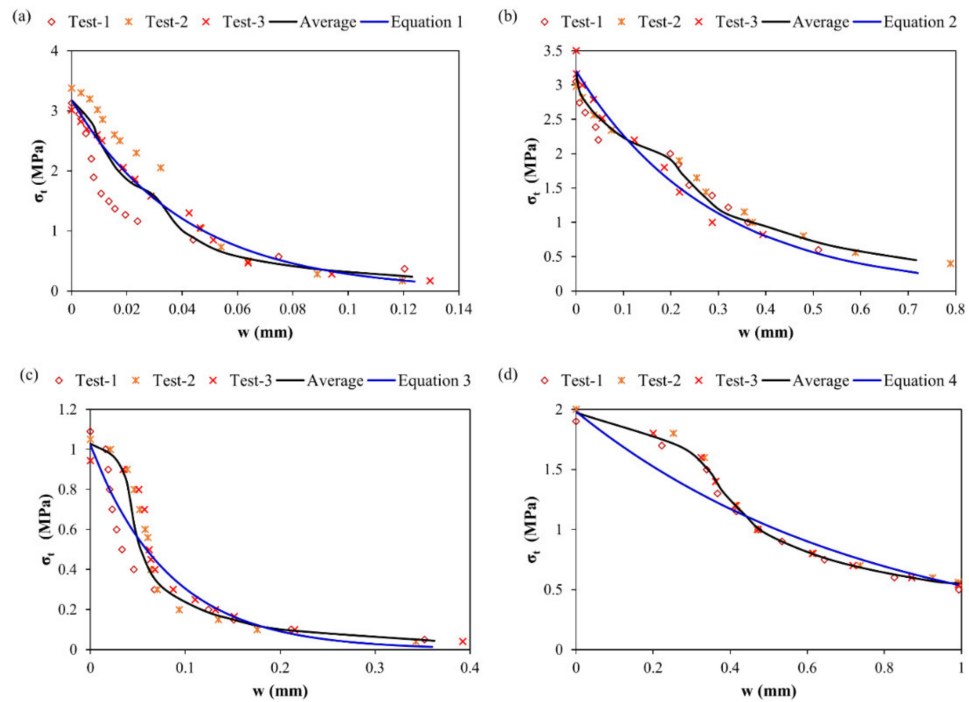 (a) Test-1 Test-2 Test-3 Average Equation 1
4
3
2
1
0
σt (MPa)
0 0.02 0.04 0.06 0.08 0.1 0.12 0.14
w (mm)
(b) Test-1 Test-2 Test-3 Average Equation 2
3.5
3
2.5
2
1.5
1
0.5
0
σt (MPa)
0 0.1 0.2 0.3 0.4 0.5 0.6 0.7 0.8
w (mm)
(c) Test-1 Test-2 Test-3 Average Equation 3
1.2
1
0.8
0.6
0.4
0.2
0
σt (MPa)
0 0.1 0.2 0.3 0.4
w (mm)
(d) Test-1 Test-2 Test-3 Average Equation 4
2
1.5
1
0.5
0
σt (MPa)
0 0.2 0.4 0.6 0.8 1
w (mm)